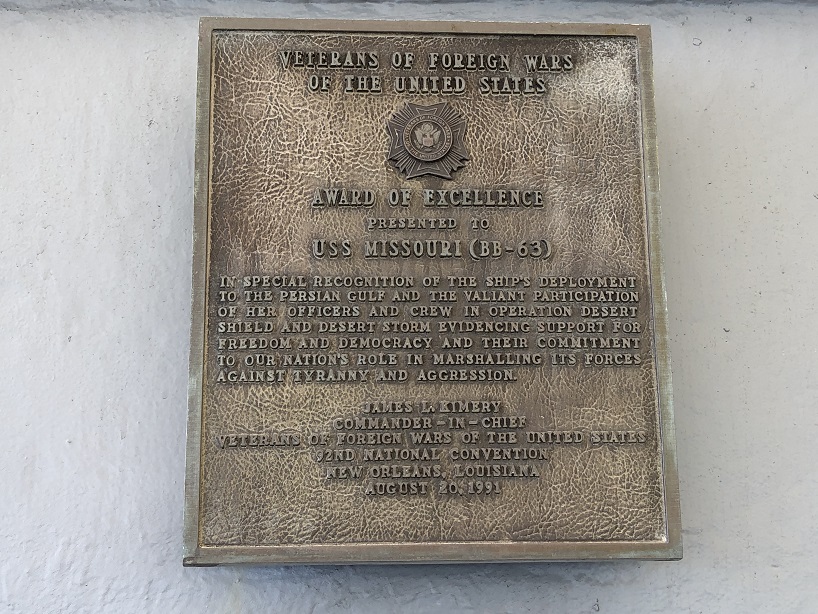 VETERANS OF FOREIGN WARS
OF THE UNITED STATES
AWARD OF EXCELLENCE
PRESENTED TO
USS MISSOURI (BB-63)
IN SPECIAL RECOGNITION OF THE SHIP'S DEPLOYMENT
TO THE PERSIAN GULF AND THE VALIANT PARTICIPATION
OF HER OFFICERS AND CREW IN OPERATION DESERT
SHIELD AND DESERT STORM EVIDENCING SUPPORT FOR
FREEDOM AND DEMOCRACY AND THEIR COMMITMENT
TO OUR NATION'S ROLE IN MARSHALLING ITS FORCES
AGAINST TYRANNY AND AGGRESSION.
JAMES L. KIMERY
COMMANDER-IN-CHIEF
VETERANS OF FOREIGN WARS OF THE UNITED STATES
92ND NATIONAL CONVENTION
NEW ORLEANS, LOUISIANA
AUGUST 20, 1991